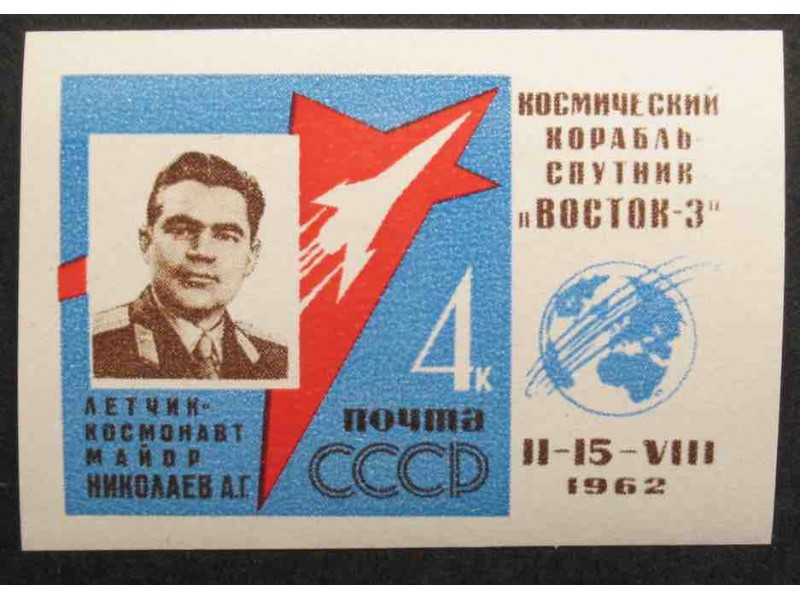 КОСМИЧЕСКИЙ
КОРАБЛЬ-
СПУТНИК
„ВОСТОК-3"
4К
ЛЕТЧИК-
КОСМОНАВТ
МАЙОР
НИКОЛАЕВ А.Г.
почта
СССР
11-15-VIII
1962